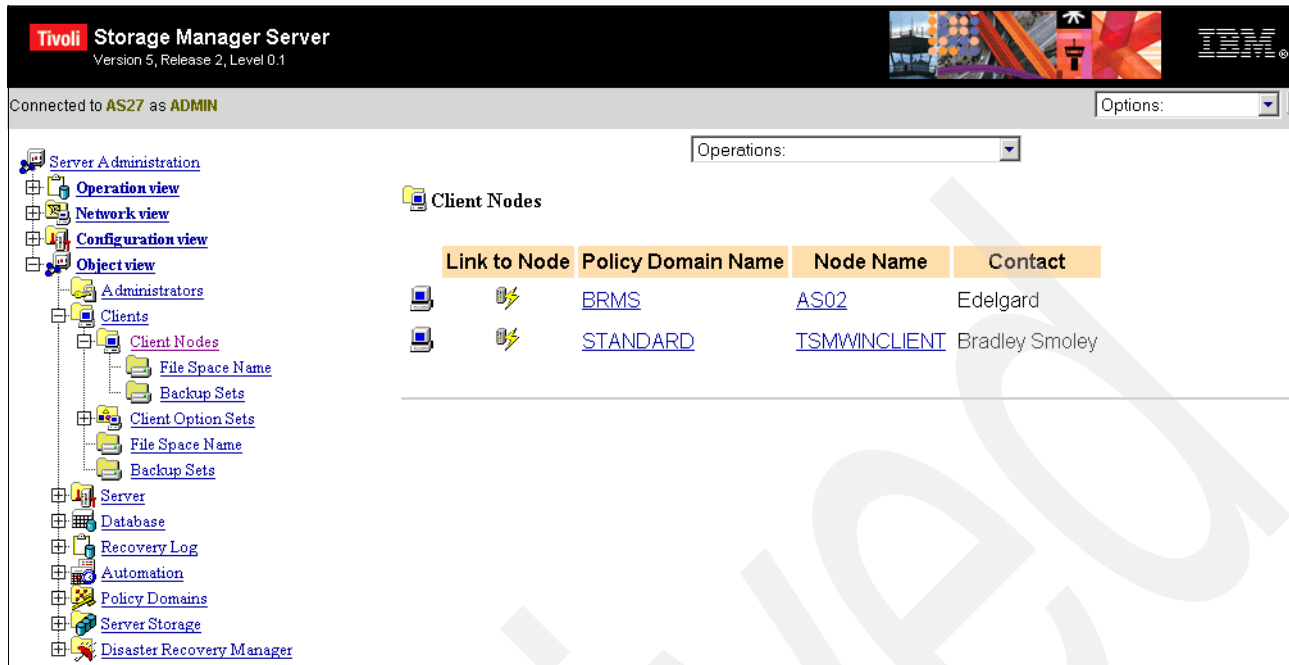 Tivoli Storage Manager Server
Version 5, Release 2, Level 0.1
IBM®
Connected to AS27 as ADMIN
Options:
Operations:
Server Administration
Operation view
Network view
Configuration view
Object view
Administrators
Clients
Client Nodes
File Space Name
Backup Sets
Client Option Sets
File Space Name
Backup Sets
Server
Database
Recovery Log
Automation
Policy Domains
Server Storage
Disaster Recovery Manager
Client Nodes
Link to Node Policy Domain Name Node Name Contact
BRMS AS02 Edelgard
STANDARD TSMWINCLIENT Bradley Smoley